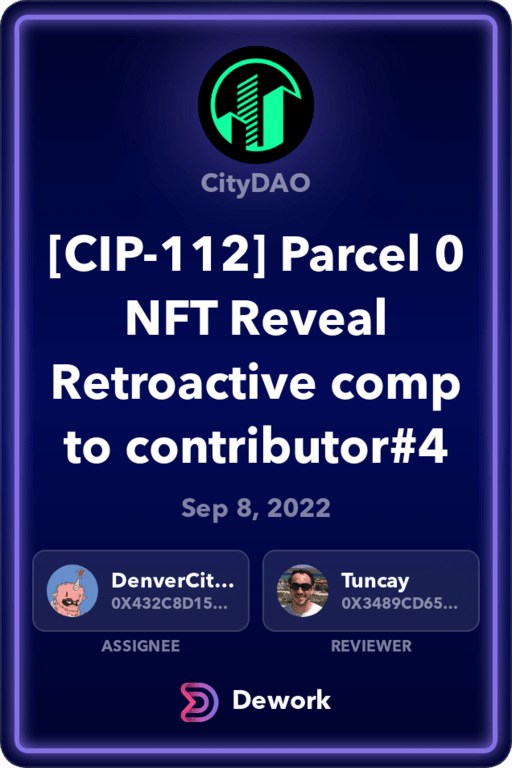 CityDAO
[CIP-112] Parcel 0
NFT Reveal
Retroactive comp
to contributor#4
Sep 8, 2022
DenverCit...
0X432C8D15...
ASSIGNEE
Tuncay
0X3489CD65...
REVIEWER
Dework